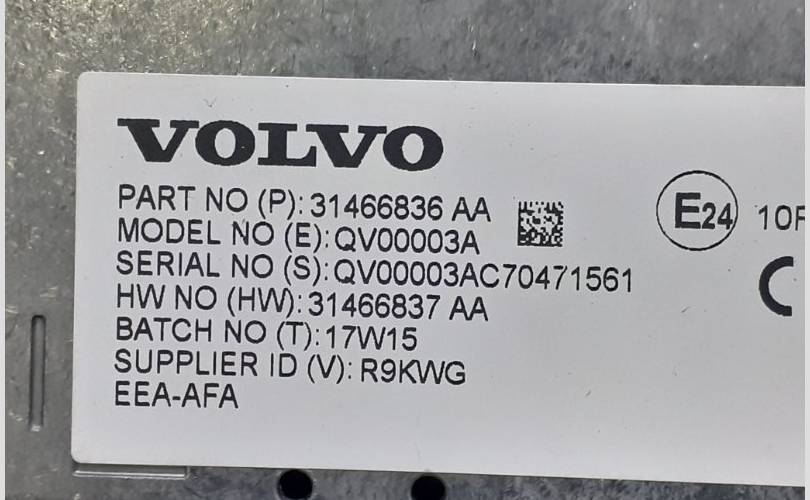 VOLVO
PART NO (P): 31466836 AA
MODEL NO (E): QV00003A
SERIAL NO (S): QV00003AC70471561
HW NO (HW): 31466837 AA
BATCH NO (T): 17W15
SUPPLIER ID (V): R9KWG
EEA-AFA
E24
10R